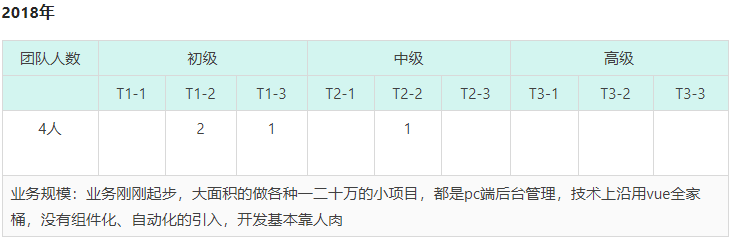 2018年
团队人数 初级 中级 高级
T1-1 T1-2 T1-3 T2-1 T2-2 T2-3 T3-1 T3-2 T3-3
4人 2 1 1
业务规模：业务刚刚起步，大面积的做各种一二十万的小项目，都是pc端后台管理，技术上沿用vue全家
桶，没有组件化、自动化的引入，开发基本靠人肉